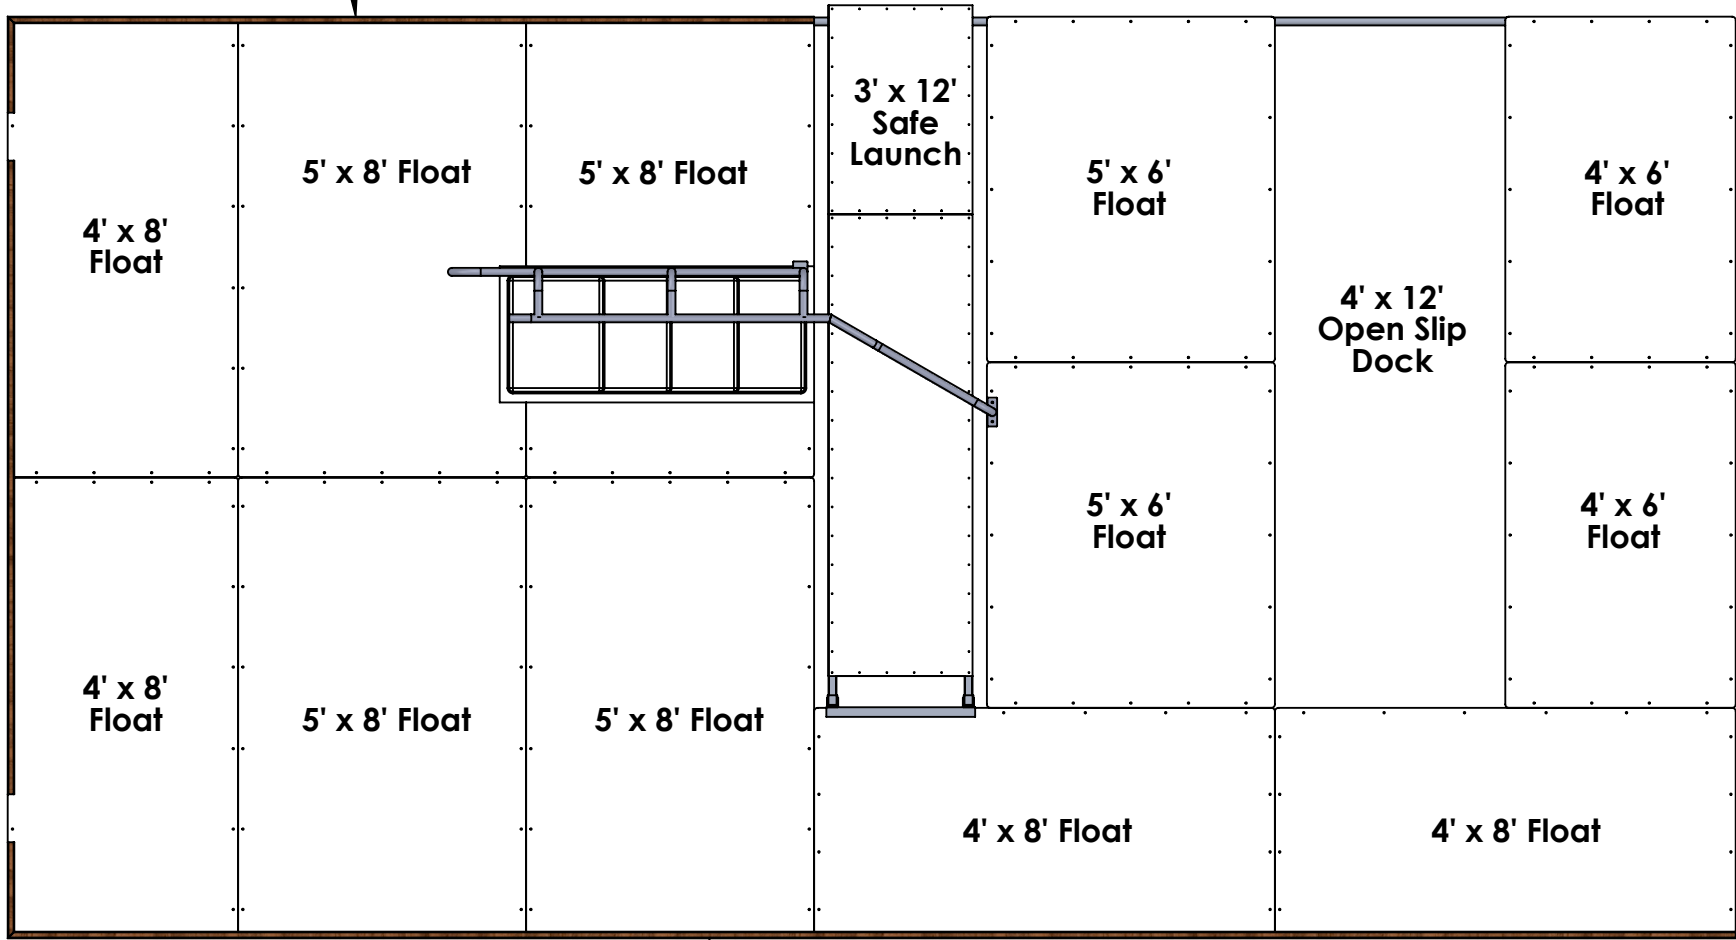 3' x 12'
Safe
Launch
5' x 8' Float
5' x 8' Float
5' x 6'
Float
4' x 6'
Float
4' x 8'
Float
4' x 12'
Open Slip
Dock
5' x 6'
Float
4' x 6'
Float
4' x 8'
Float
5' x 8' Float
5' x 8' Float
4' x 8' Float
4' x 8' Float